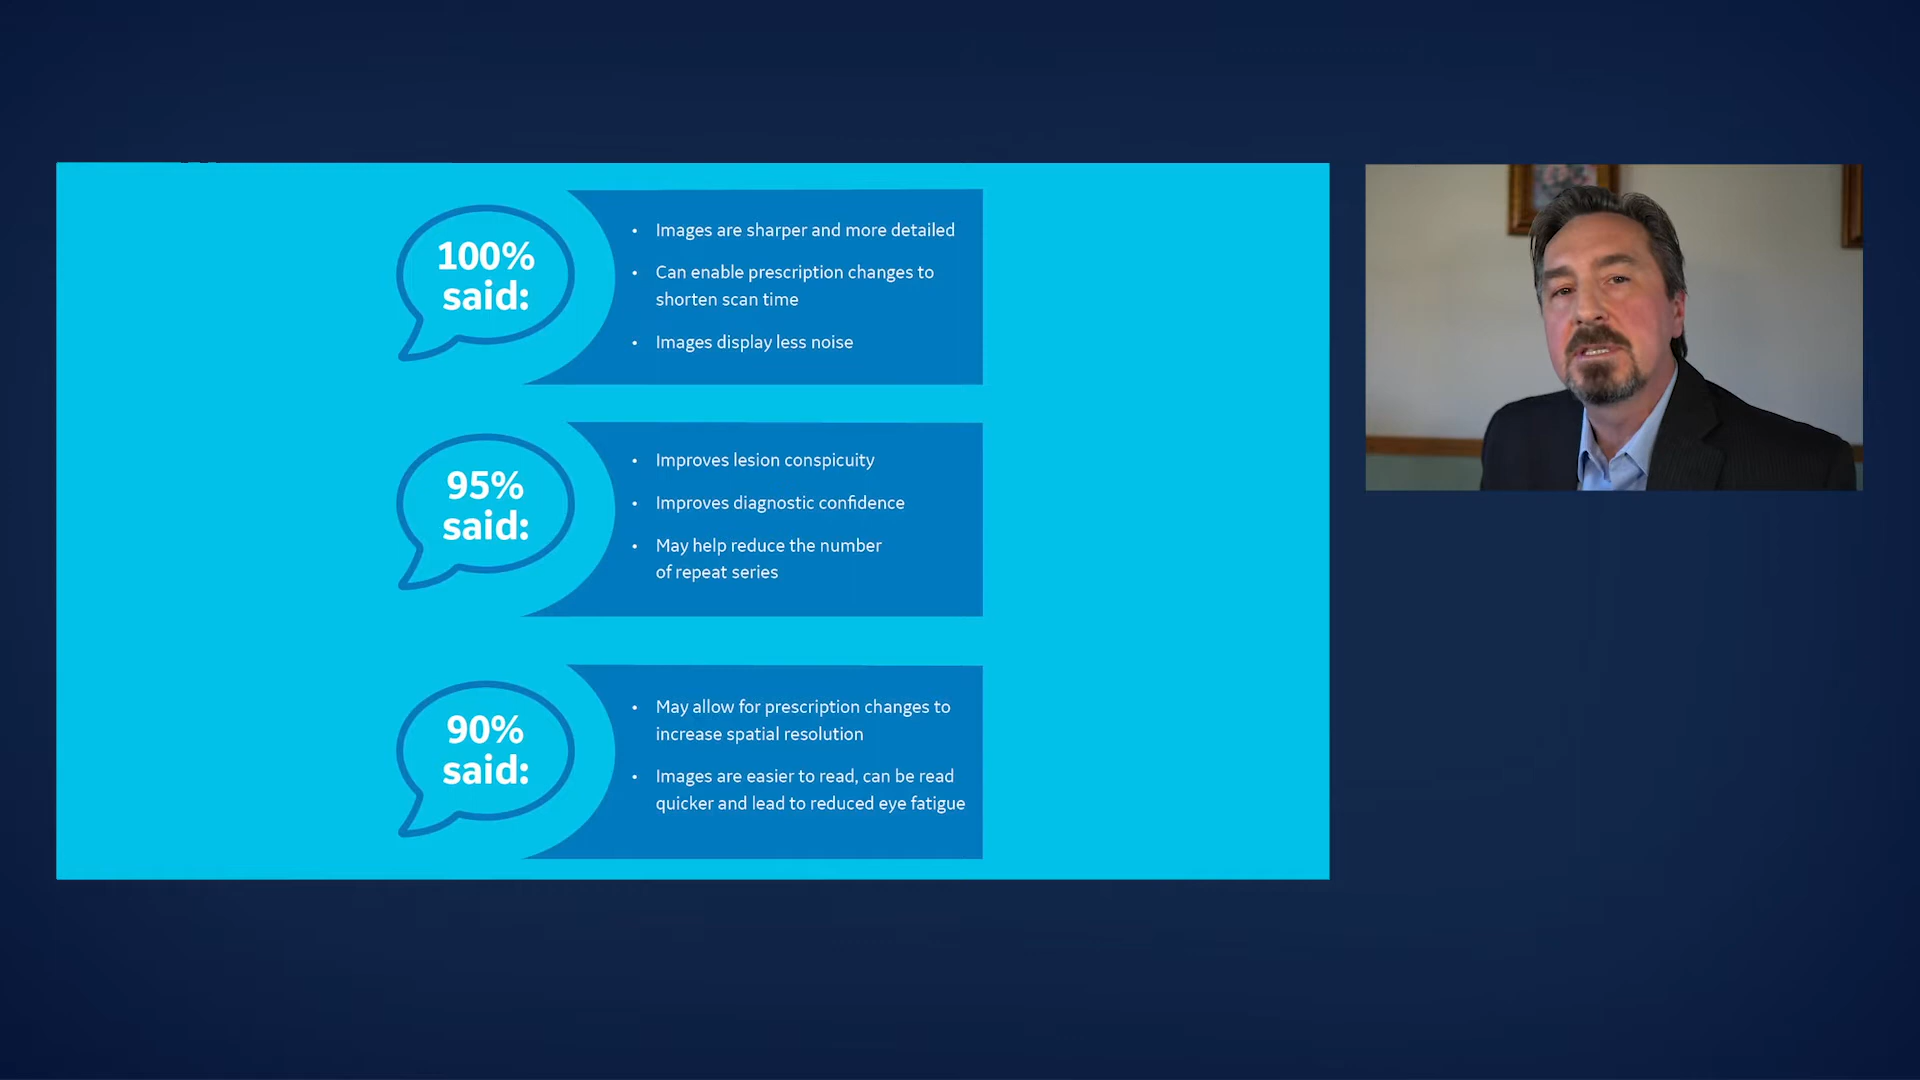 100%
said:
• Images are sharper and more detailed
• Can enable prescription changes to
shorten scan time
• Images display less noise
95%
said:
• Improves lesion conspicuity
• Improves diagnostic confidence
• May help reduce the number
of repeat series
90%
said:
• May allow for prescription changes to
increase spatial resolution
• Images are easier to read, can be read
quicker and lead to reduced eye fatigue